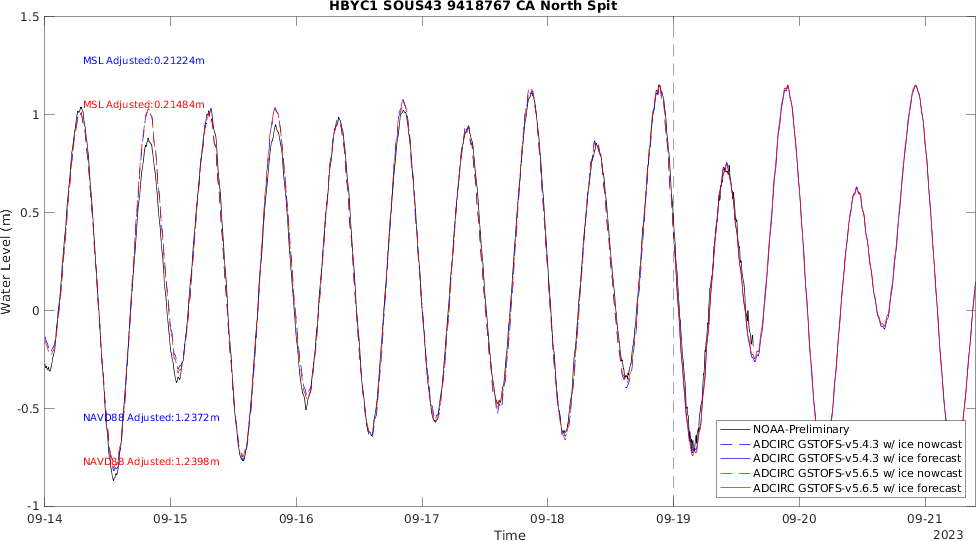 HBYC1 SOUS43 9418767 CA North Spit
1.5
MSL Adjusted:0.21224m
MSL Adjusted:0.21484m
1
0.5
Water Level (m)
0
-0.5
NAVD88 Adjusted:1.2372m
NAVD88 Adjusted:1.2398m
NOAA-Preliminary
ADCIRC GSTOFS-v5.4.3 w/ ice nowcast
ADCIRC GSTOFS-v5.4.3 w/ ice forecast
ADCIRC GSTOFS-v5.6.5 w/ ice nowcast
ADCIRC GSTOFS-v5.6.5 w/ ice forecast
-1
09-14 09-15 09-16 09-17 09-18 09-19 09-20 09-21
Time
2023